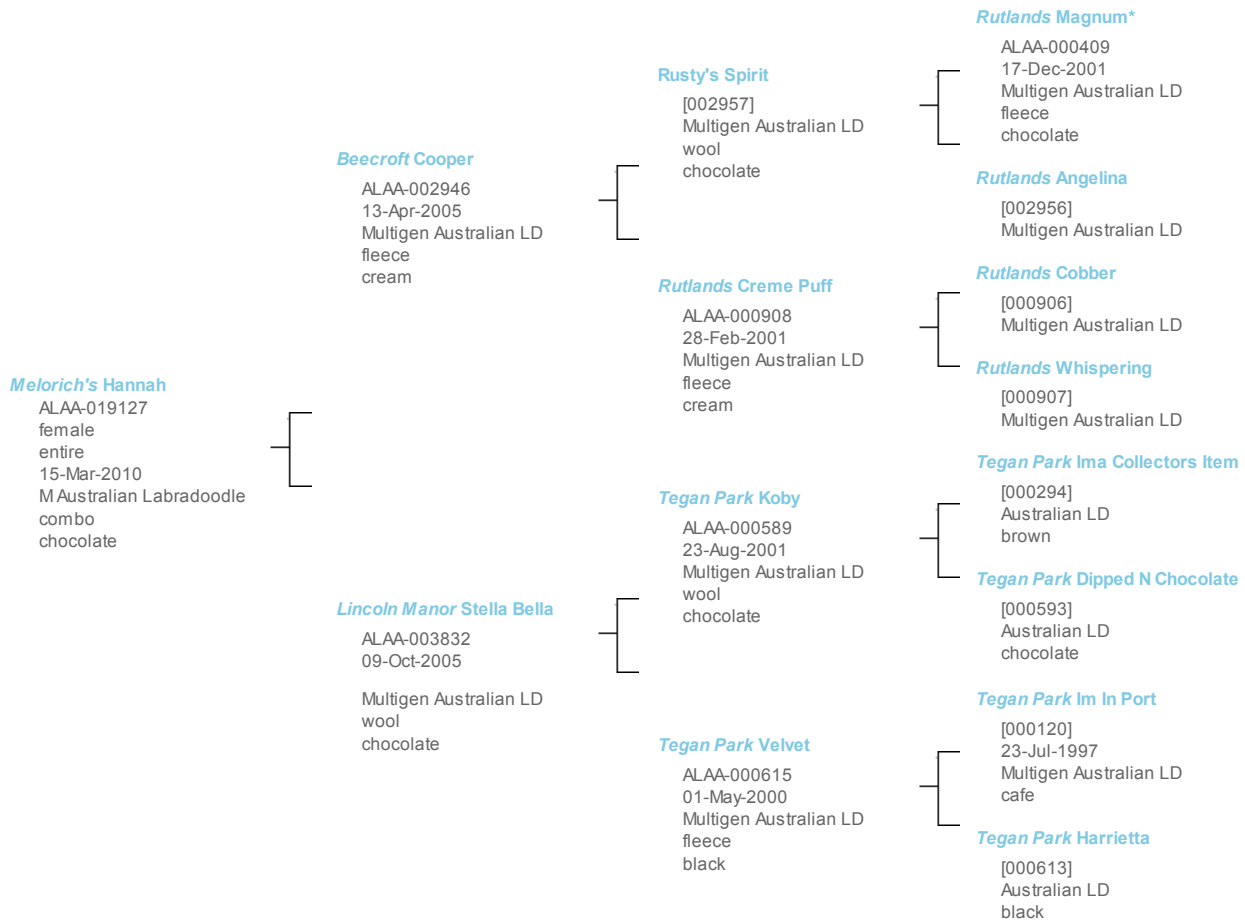 Rutlands Magnum*
ALAA-000409
17-Dec-2001
Multigen Australian LD
fleece
chocolate
Rusty's Spirit
[002957]
Multigen Australian LD
wool
chocolate
Rutlands Angelina
[002956]
Multigen Australian LD
Beecroft Cooper
ALAA-002946
13-Apr-2005
Multigen Australian LD
fleece
cream
Rutlands Cobber
[000906]
Multigen Australian LD
Rutlands Creme Puff
ALAA-000908
28-Feb-2001
Multigen Australian LD
fleece
cream
Rutlands Whispering
[000907]
Multigen Australian LD
Melorich's Hannah
ALAA-019127
female
entire
15-Mar-2010
M Australian Labradoodle
combo
chocolate
Tegan Park Ima Collectors Item
[000294]
Australian LD
brown
Tegan Park Koby
ALAA-000589
23-Aug-2001
Multigen Australian LD
wool
chocolate
Tegan Park Dipped N Chocolate
[000593]
Australian LD
chocolate
Lincoln Manor Stella Bella
ALAA-003832
09-Oct-2005
Multigen Australian LD
wool
chocolate
Tegan Park Im In Port
[000120]
23-Jul-1997
Multigen Australian LD
cafe
Tegan Park Velvet
ALAA-000615
01-May-2000
Multigen Australian LD
fleece
black
Tegan Park Harrietta
[000613]
Australian LD
black